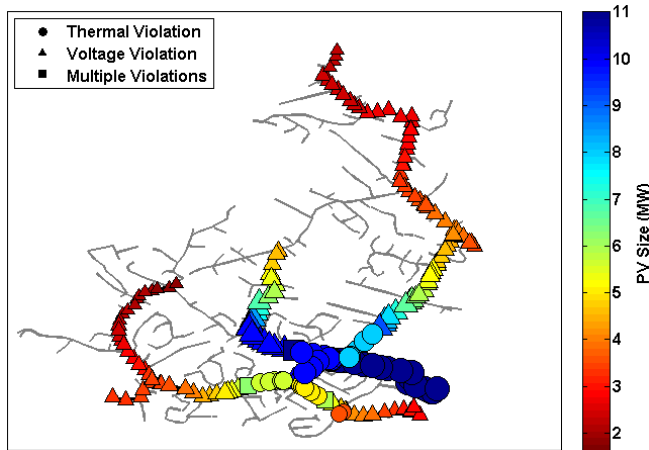 Thermal Violation
Voltage Violation
Multiple Violations
11
10
9
8
7
6
5
4
3
2
PV Size (MW)